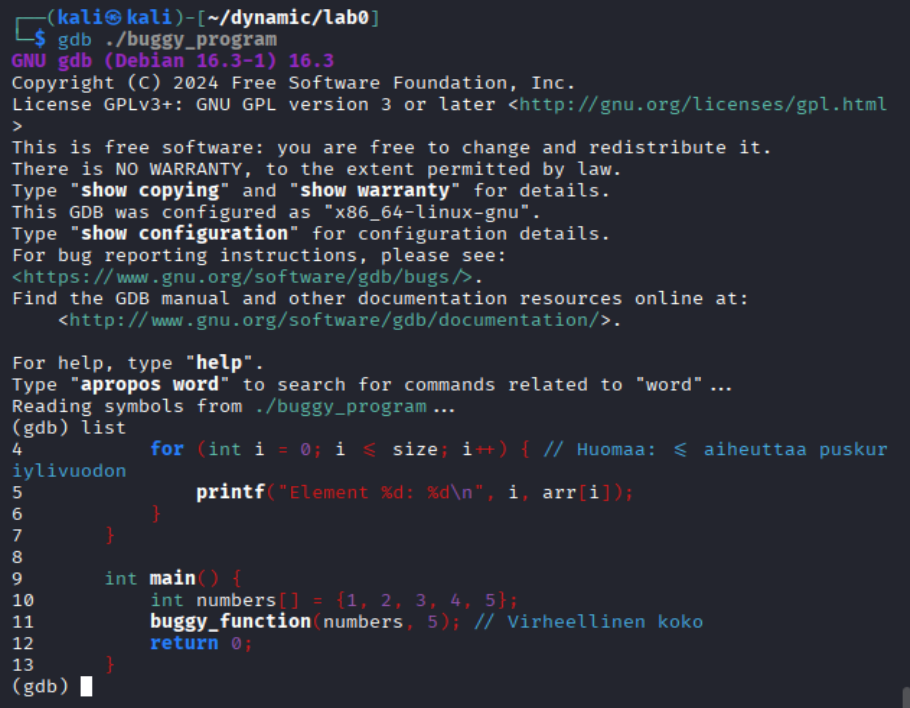 ┌──(kali㉿kali)-[~/dynamic/lab0]
└─$ gdb ./buggy_program
GNU gdb (Debian 16.3-1) 16.3
Copyright (C) 2024 Free Software Foundation, Inc.
License GPLv3+: GNU GPL version 3 or later <http://gnu.org/licenses/gpl.html
>
This is free software: you are free to change and redistribute it.
There is NO WARRANTY, to the extent permitted by law.
Type "show copying" and "show warranty" for details.
This GDB was configured as "x86_64-linux-gnu".
Type "show configuration" for configuration details.
For bug reporting instructions, please see:
<https://www.gnu.org/software/gdb/bugs/>.
Find the GDB manual and other documentation resources online at:
    <http://www.gnu.org/software/gdb/documentation/>.

For help, type "help".
Type "apropos word" to search for commands related to "word"...
Reading symbols from ./buggy_program...
(gdb) list
4           for (int i = 0; i <= size; i++) { // Huomaa: <= aiheuttaa puskur
iylivuodon
5               printf("Element %d: %d\n", i, arr[i]);
6           }
7       }
8
9       int main() {
10          int numbers[] = {1, 2, 3, 4, 5};
11          buggy_function(numbers, 5); // Virheellinen koko
12          return 0;
13      }
(gdb)